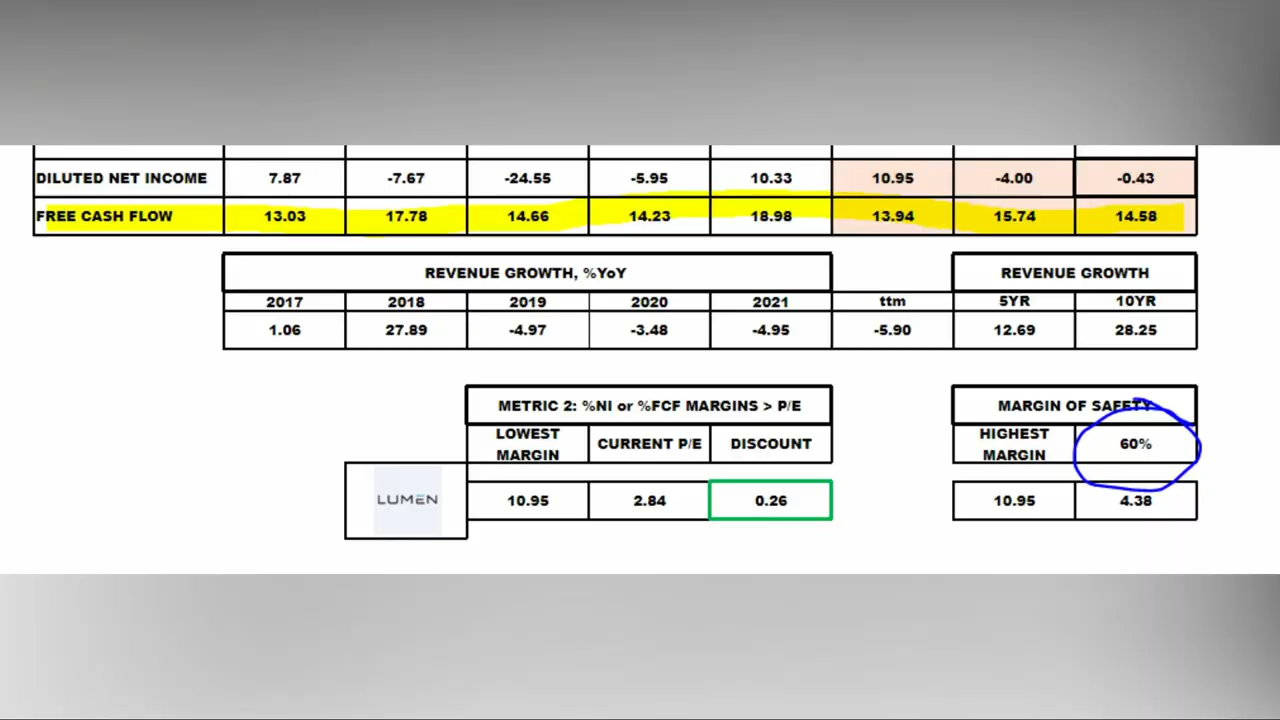 DILUTED NET INCOME 7.87 -7.67 -24.55 -5.95 10.33 10.95 -4.00 -0.43
FREE CASH FLOW 13.03 17.78 14.66 14.23 18.98 13.94 15.74 14.58
REVENUE GROWTH, %YoY REVENUE GROWTH
2017 2018 2019 2020 2021 ttm 5YR 10YR
1.06 27.89 -4.97 -3.48 -4.95 -5.90 12.69 28.25
METRIC 2: %NI or %FCF MARGINS > P/E MARGIN OF SAFETY
LOWEST MARGIN CURRENT P/E DISCOUNT HIGHEST MARGIN 60%
LUMEN 10.95 2.84 0.26 10.95 4.38